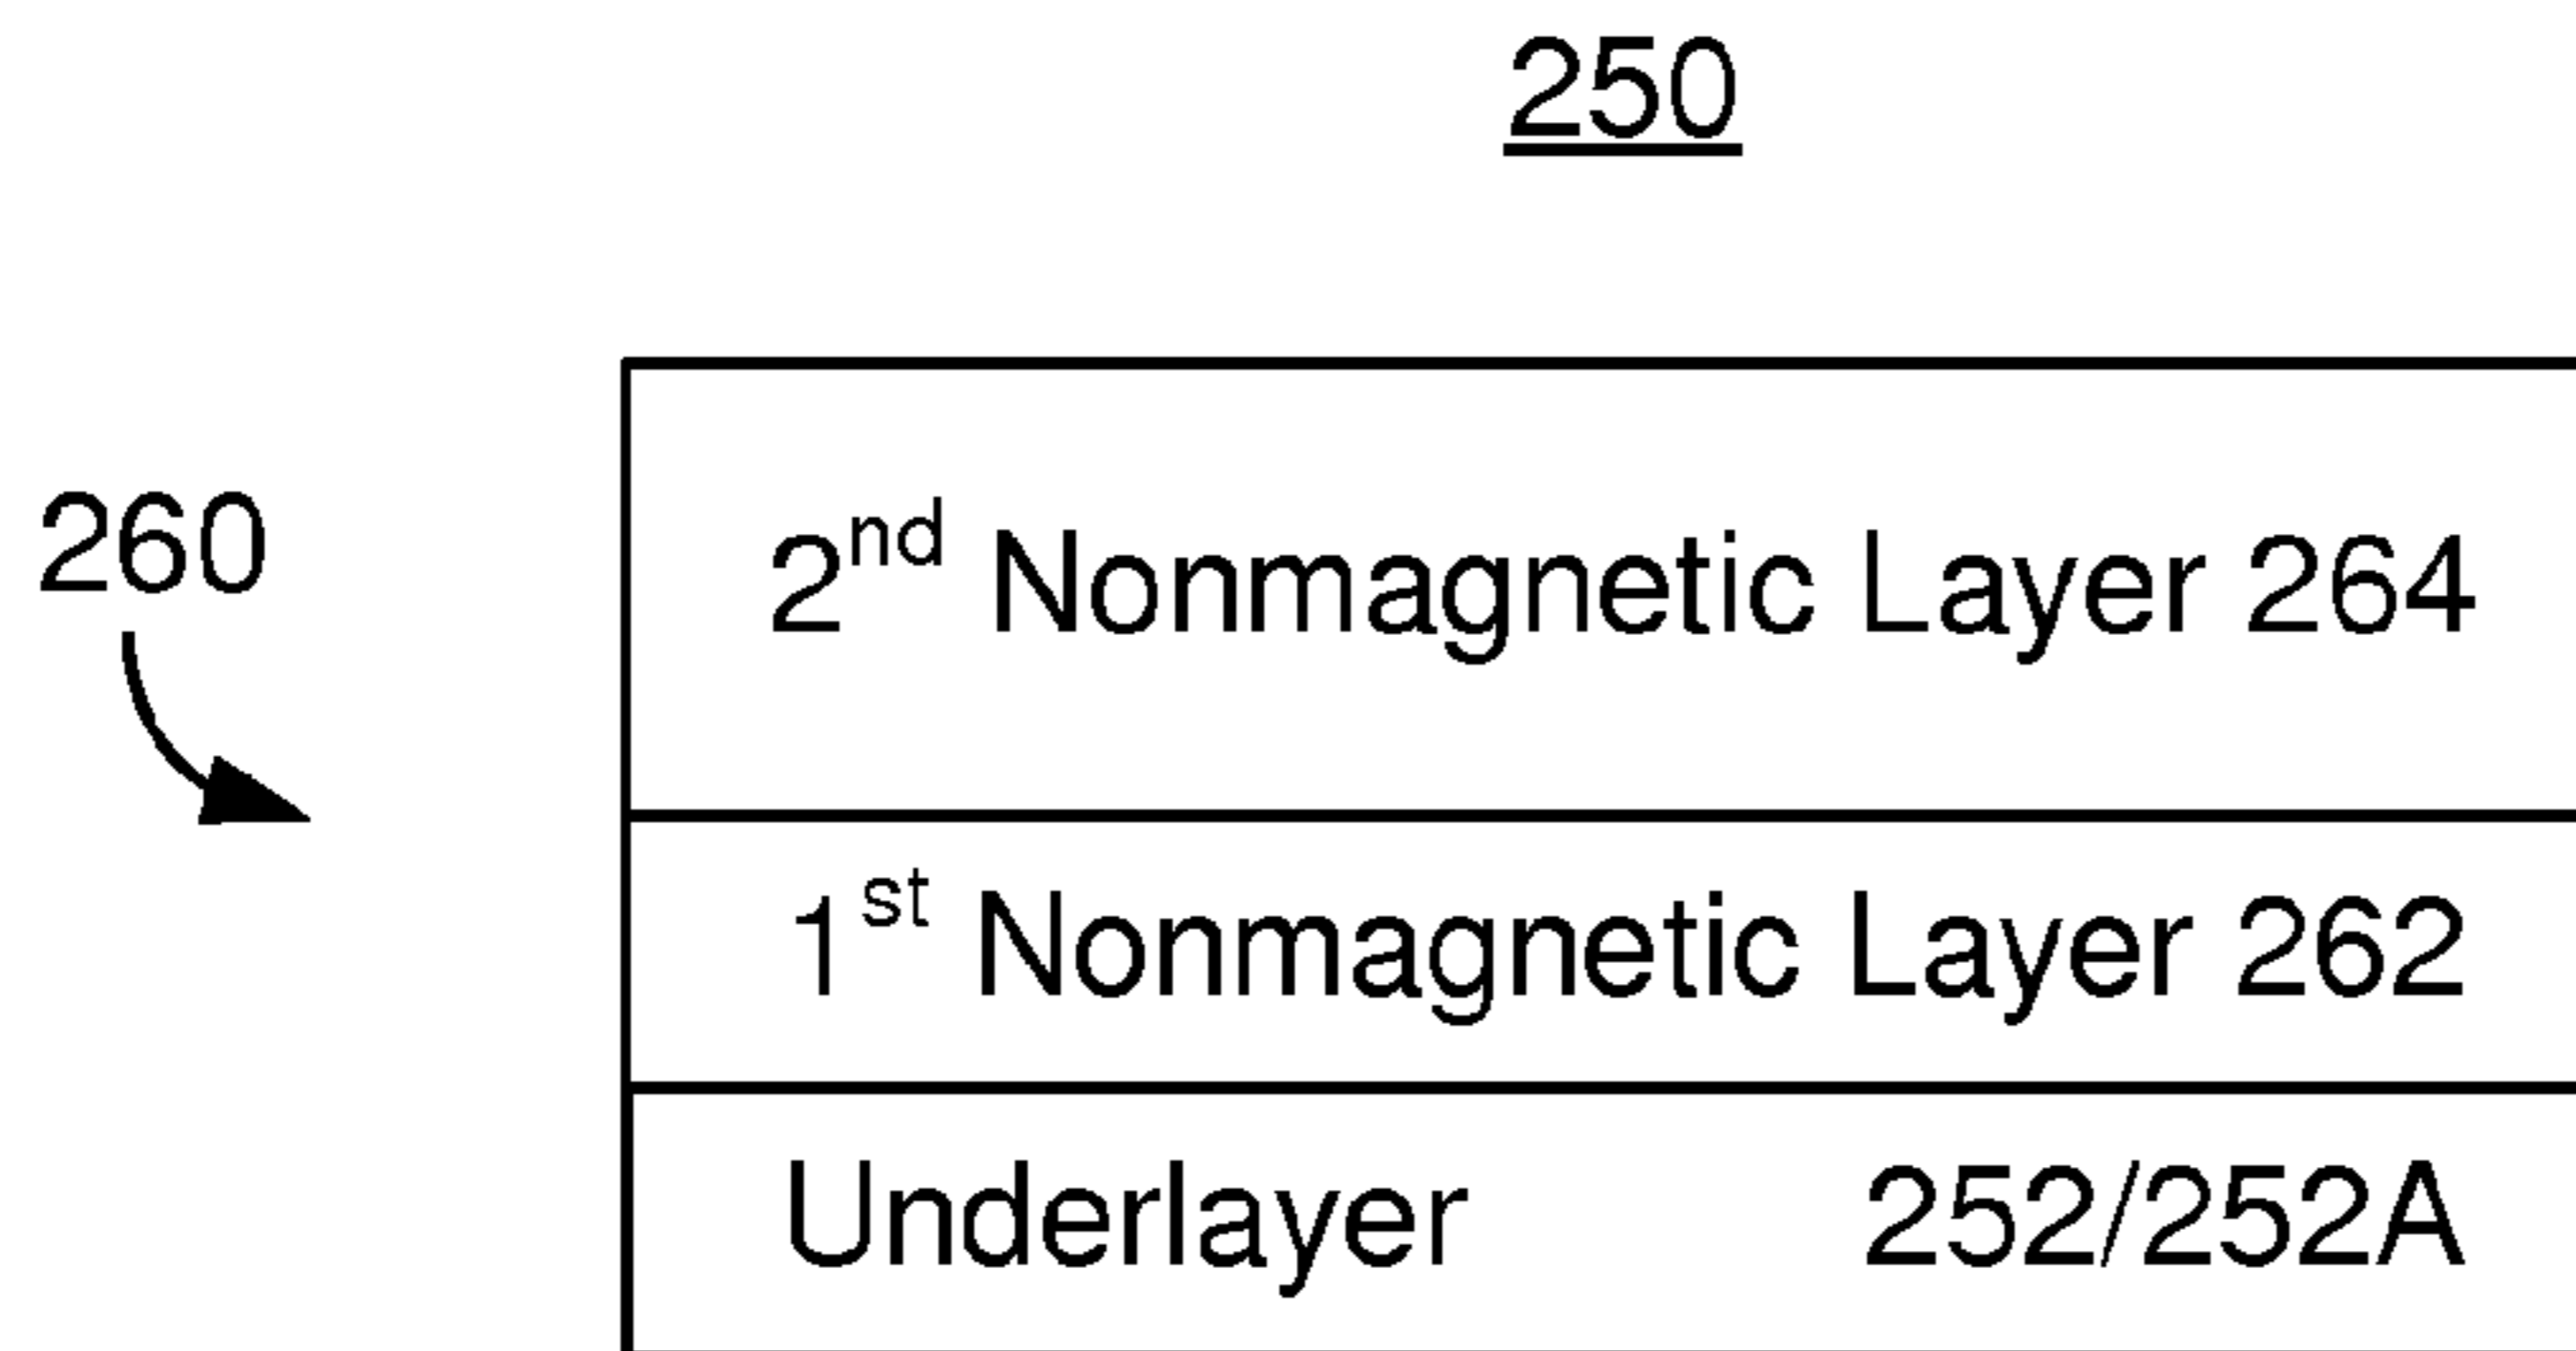 250
260
2nd Nonmagnetic Layer 264
1st Nonmagnetic Layer 262
Underlayer 252/252A